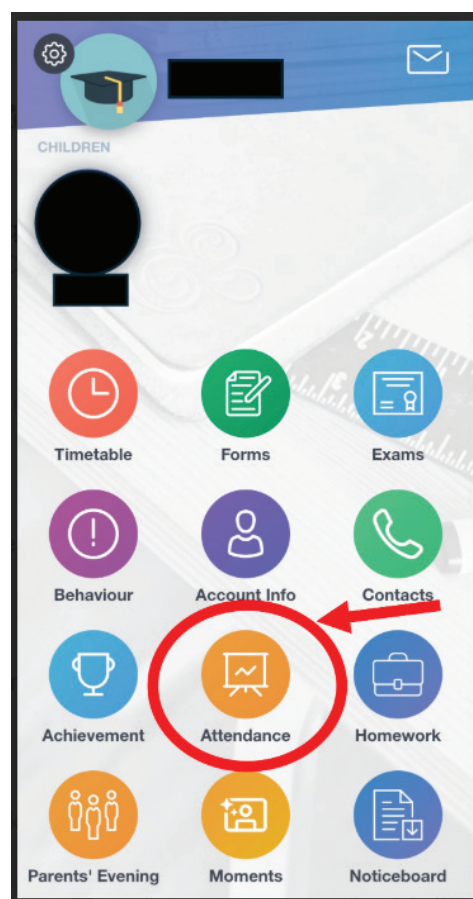 CHILDREN
Timetable Forms Exams
Behaviour Account Info Contacts
Achievement Attendance Homework
Parents' Evening Moments Noticeboard